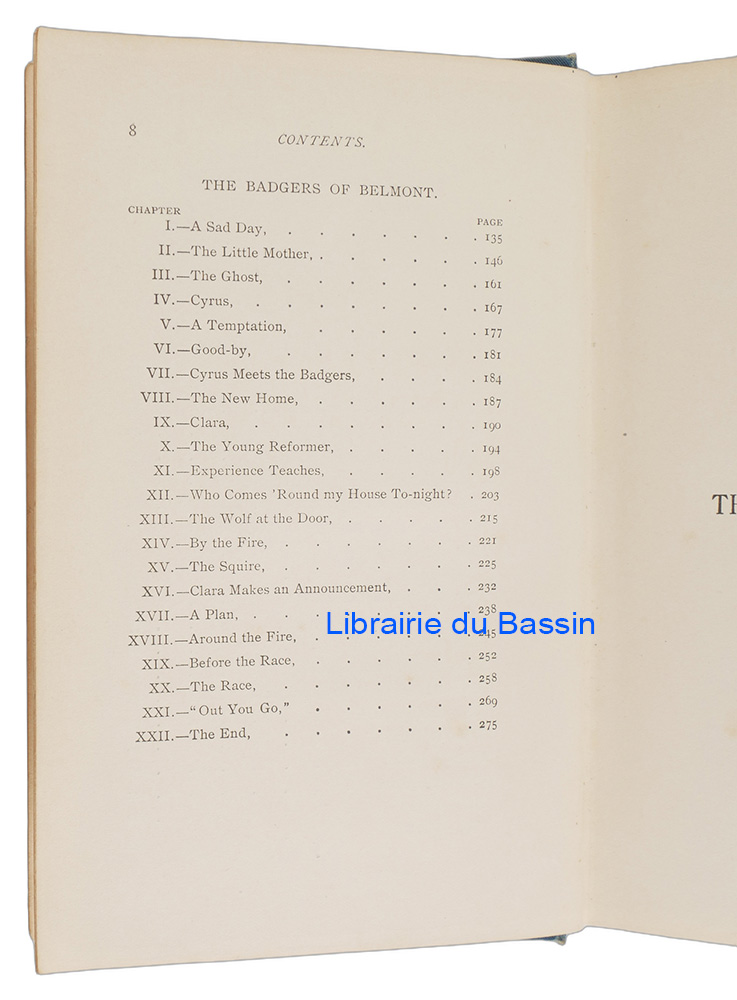 8
CONTENTS.
THE BADGERS OF BELMONT.
CHAPTER PAGE
I.—A Sad Day, . . . . . . . 135
II.—The Little Mother, . . . . . . 146
III.—The Ghost, . . . . . . . 161
IV.—Cyrus, . . . . . . . . 167
V.—A Temptation, . . . . . . 177
VI.—Good-by, . . . . . . . 181
VII.—Cyrus Meets the Badgers, . . . . 184
VIII.—The New Home, . . . . . . 187
IX.—Clara, . . . . . . . . 190
X.—The Young Reformer, . . . . . 194
XI.—Experience Teaches, . . . . . 198
XII.—Who Comes 'Round my House To-night? . 203
XIII.—The Wolf at the Door, . . . . . 215
XIV.—By the Fire, . . . . . . . 221
XV.—The Squire, . . . . . . . 225
XVI.—Clara Makes an Announcement, . . . 232
XVII.—A Plan, . . . . . . . . 238
XVIII.—Around the Fire, . . . . . . 245
XIX.—Before the Race, . . . . . . 252
XX.—The Race, . . . . . . . 258
XXI.—"Out You Go," . . . . . . 269
XXII.—The End, . . . . . . . 275
Librairie du Bassin